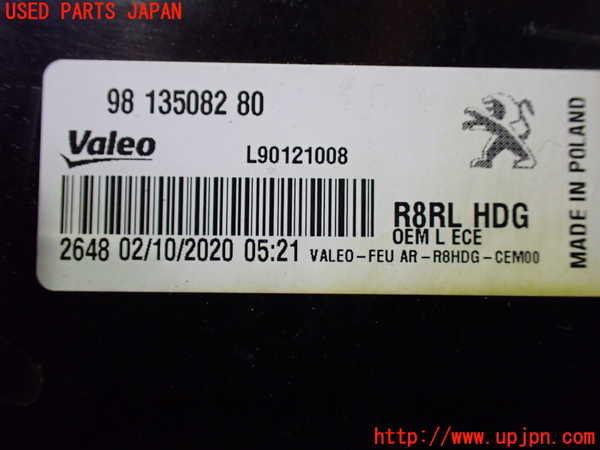 USED PARTS JAPAN
98 135082 80
Valeo
L90121008
R8RL HDG
OEM L ECE
2648 02/10/2020 05:21 VALEO-FEU AR-R8HDG-CEM00
MADE IN POLAND
https://www.upjpn.com/